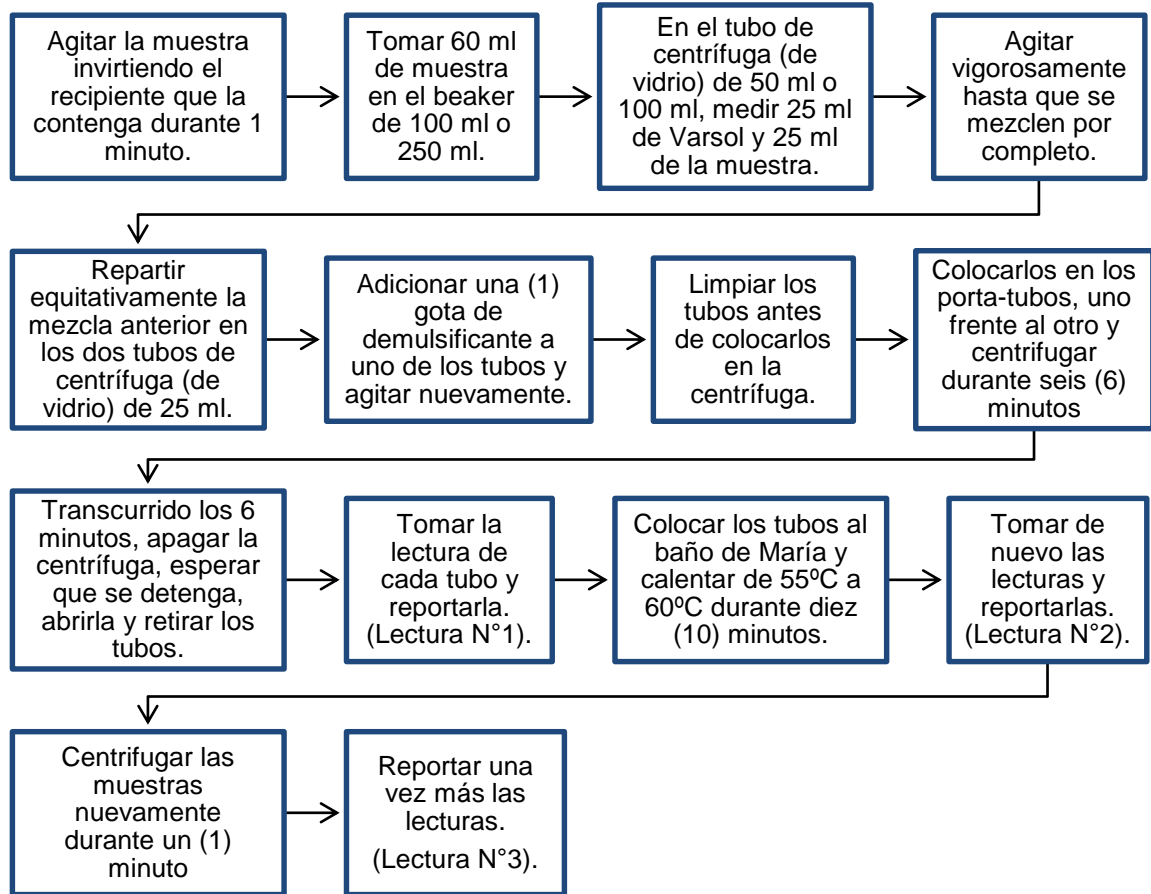 Agitar la muestra
invirtiendo el
recipiente que la
contenga durante 1
minuto.
Tomar 60 ml
de muestra
en el beaker
de 100 ml o
250 ml.
En el tubo de
centrífuga (de
vidrio) de 50 ml o
100 ml, medir 25 ml
de Varsol y 25 ml
de la muestra.
Agitar
vigorosamente
hasta que se
mezclen por
completo.
Repartir
equitativamente la
mezcla anterior en
los dos tubos de
centrífuga (de
vidrio) de 25 ml.
Adicionar una (1)
gota de
demulsificante a
uno de los tubos y
agitar nuevamente.
Limpiar los
tubos antes
de colocarlos
en la
centrífuga.
Colocarlos en los
porta-tubos, uno
frente al otro y
centrifugar
durante seis (6)
minutos
Transcurrido los 6
minutos, apagar la
centrífuga, esperar
que se detenga,
abrirla y retirar los
tubos.
Tomar la
lectura de
cada tubo y
reportarla.
(Lectura N°1).
Colocar los tubos al
baño de María y
calentar de 55ºC a
60ºC durante diez
(10) minutos.
Tomar de
nuevo las
lecturas y
reportarlas.
(Lectura N°2).
Centrifugar las
muestras
nuevamente
durante un (1)
minuto
Reportar una
vez más las
lecturas.
(Lectura N°3).